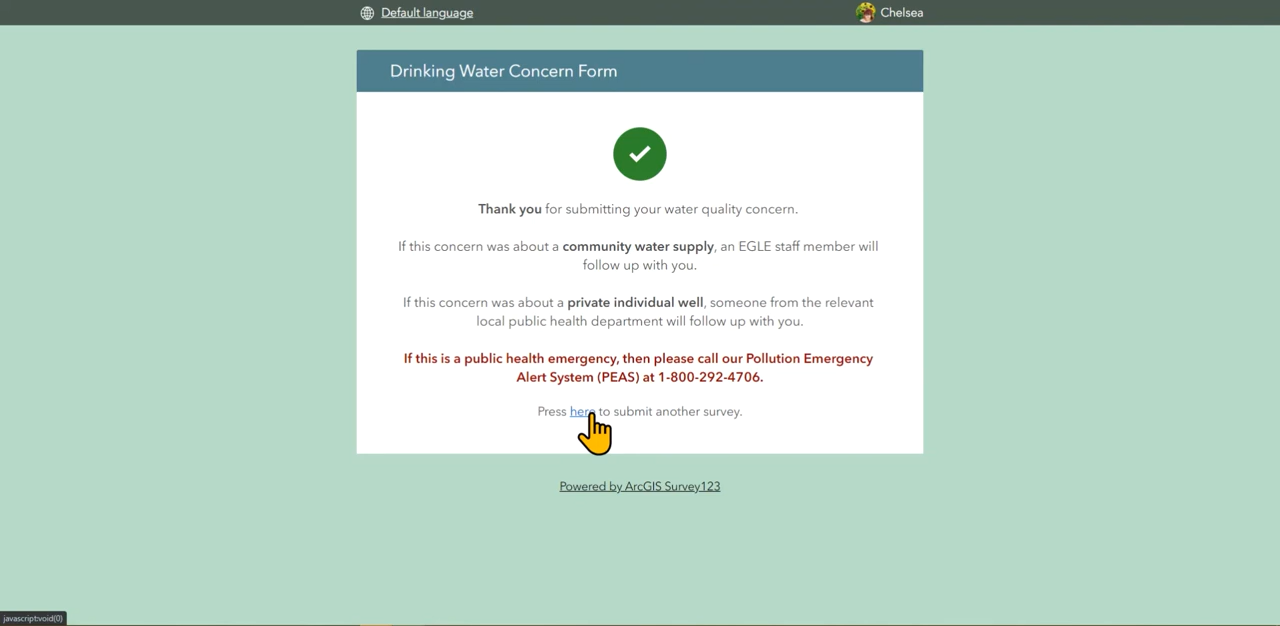 Default language
Chelsea
Drinking Water Concern Form
Thank you for submitting your water quality concern.
If this concern was about a community water supply, an EGLE staff member will
follow up with you.
If this concern was about a private individual well, someone from the relevant
local public health department will follow up with you.
If this is a public health emergency, then please call our Pollution Emergency
Alert System (PEAS) at 1-800-292-4706.
Press here to submit another survey.
Powered by ArcGIS Survey123
javascript:void(0)